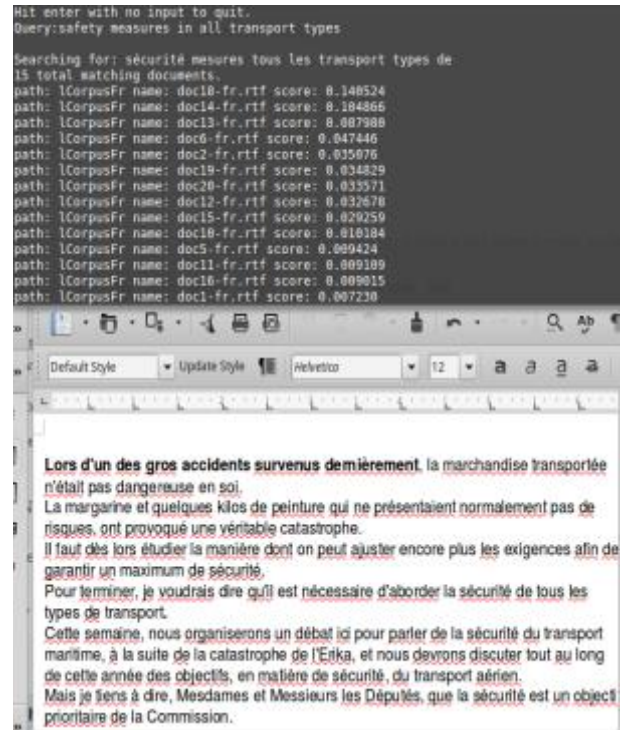 Hit enter with no input to quit.
Query:safety measures in all transport types
Searching for: sécurité mesures tous les transport types de
15 total matching documents.
path: lCorpusFr name: doc18-fr.rtf score: 0.140524
path: lCorpusFr name: doc14-fr.rtf score: 0.104866
path: lCorpusFr name: doc13-fr.rtf score: 0.087980
path: lCorpusFr name: doc6-fr.rtf score: 0.047446
path: lCorpusFr name: doc2-fr.rtf score: 0.035076
path: lCorpusFr name: doc19-fr.rtf score: 0.034829
path: lCorpusFr name: doc20-fr.rtf score: 0.033571
path: lCorpusFr name: doc12-fr.rtf score: 0.032678
path: lCorpusFr name: doc15-fr.rtf score: 0.029259
path: lCorpusFr name: doc10-fr.rtf score: 0.010184
path: lCorpusFr name: doc5-fr.rtf score: 0.009424
path: lCorpusFr name: doc11-fr.rtf score: 0.009109
path: lCorpusFr name: doc16-fr.rtf score: 0.009015
path: lCorpusFr name: doc1-fr.rtf score: 0.007230
Default Style Update Style Helvetica 12 a a a a
Lors d'un des gros accidents survenus dernièrement, la marchandise transportée
n'était pas dangereuse en soi.
La margarine et quelques kilos de peinture qui ne présentaient normalement pas de
risques, ont provoqué une véritable catastrophe.
Il faut dès lors étudier la manière dont on peut ajuster encore plus les exigences afin de
garantir un maximum de sécurité.
Pour terminer, je voudrais dire qu'il est nécessaire d'aborder la sécurité de tous les
types de transport.
Cette semaine, nous organiserons un débat ici pour parler de la sécurité du transport
maritime, à la suite de la catastrophe de l'Erika, et nous devrons discuter tout au long
de cette année des objectifs, en matière de sécurité, du transport aérien.
Mais je tiens à dire, Mesdames et Messieurs les Députés, que la sécurité est un objecti
prioritaire de la Commission.